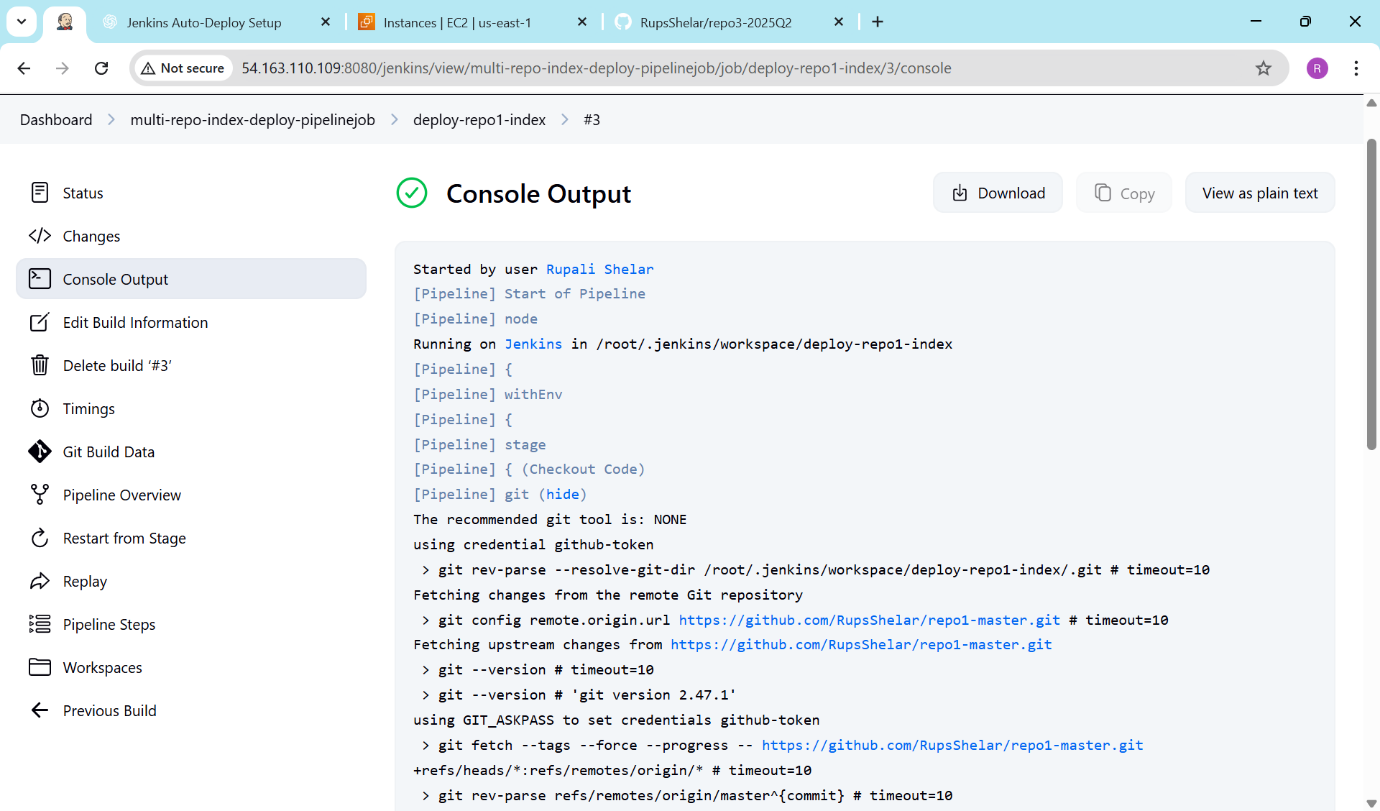 Jenkins Auto-Deploy Setup
Instances | EC2 | us-east-1
RupsShelar/repo3-2025Q2
Not secure
54.163.110.109:8080/jenkins/view/multi-repo-index-deploy-pipelinejob/job/deploy-repo1-index/3/console
R
Dashboard > multi-repo-index-deploy-pipelinejob > deploy-repo1-index > #3
Status
Changes
Console Output
Edit Build Information
Delete build ‘#3’
Timings
Git Build Data
Pipeline Overview
Restart from Stage
Replay
Pipeline Steps
Workspaces
Previous Build
Console Output
Download
Copy
View as plain text
Started by user Rupali Shelar
[Pipeline] Start of Pipeline
[Pipeline] node
Running on Jenkins in /root/.jenkins/workspace/deploy-repo1-index
[Pipeline] {
[Pipeline] withEnv
[Pipeline] {
[Pipeline] stage
[Pipeline] { (Checkout Code)
[Pipeline] git (hide)
The recommended git tool is: NONE
using credential github-token
> git rev-parse --resolve-git-dir /root/.jenkins/workspace/deploy-repo1-index/.git # timeout=10
Fetching changes from the remote Git repository
> git config remote.origin.url https://github.com/RupsShelar/repo1-master.git # timeout=10
Fetching upstream changes from https://github.com/RupsShelar/repo1-master.git
> git --version # timeout=10
> git --version # 'git version 2.47.1'
using GIT_ASKPASS to set credentials github-token
> git fetch --tags --force --progress -- https://github.com/RupsShelar/repo1-master.git
+refs/heads/*:refs/remotes/origin/* # timeout=10
> git rev-parse refs/remotes/origin/master^{commit} # timeout=10